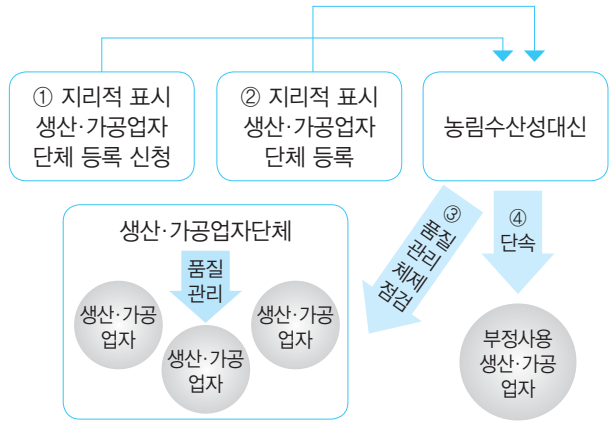 ① 지리적 표시
생산·가공업자
단체 등록 신청
② 지리적 표시
생산·가공업자
단체 등록
농림수산성대신
생산·가공업자단체
품질
관리
생산·가공
업자
생산·가공
업자
생산·가공
업자
③
품질
관리
체제
점검
④
단속
부정사용
생산·가공
업자